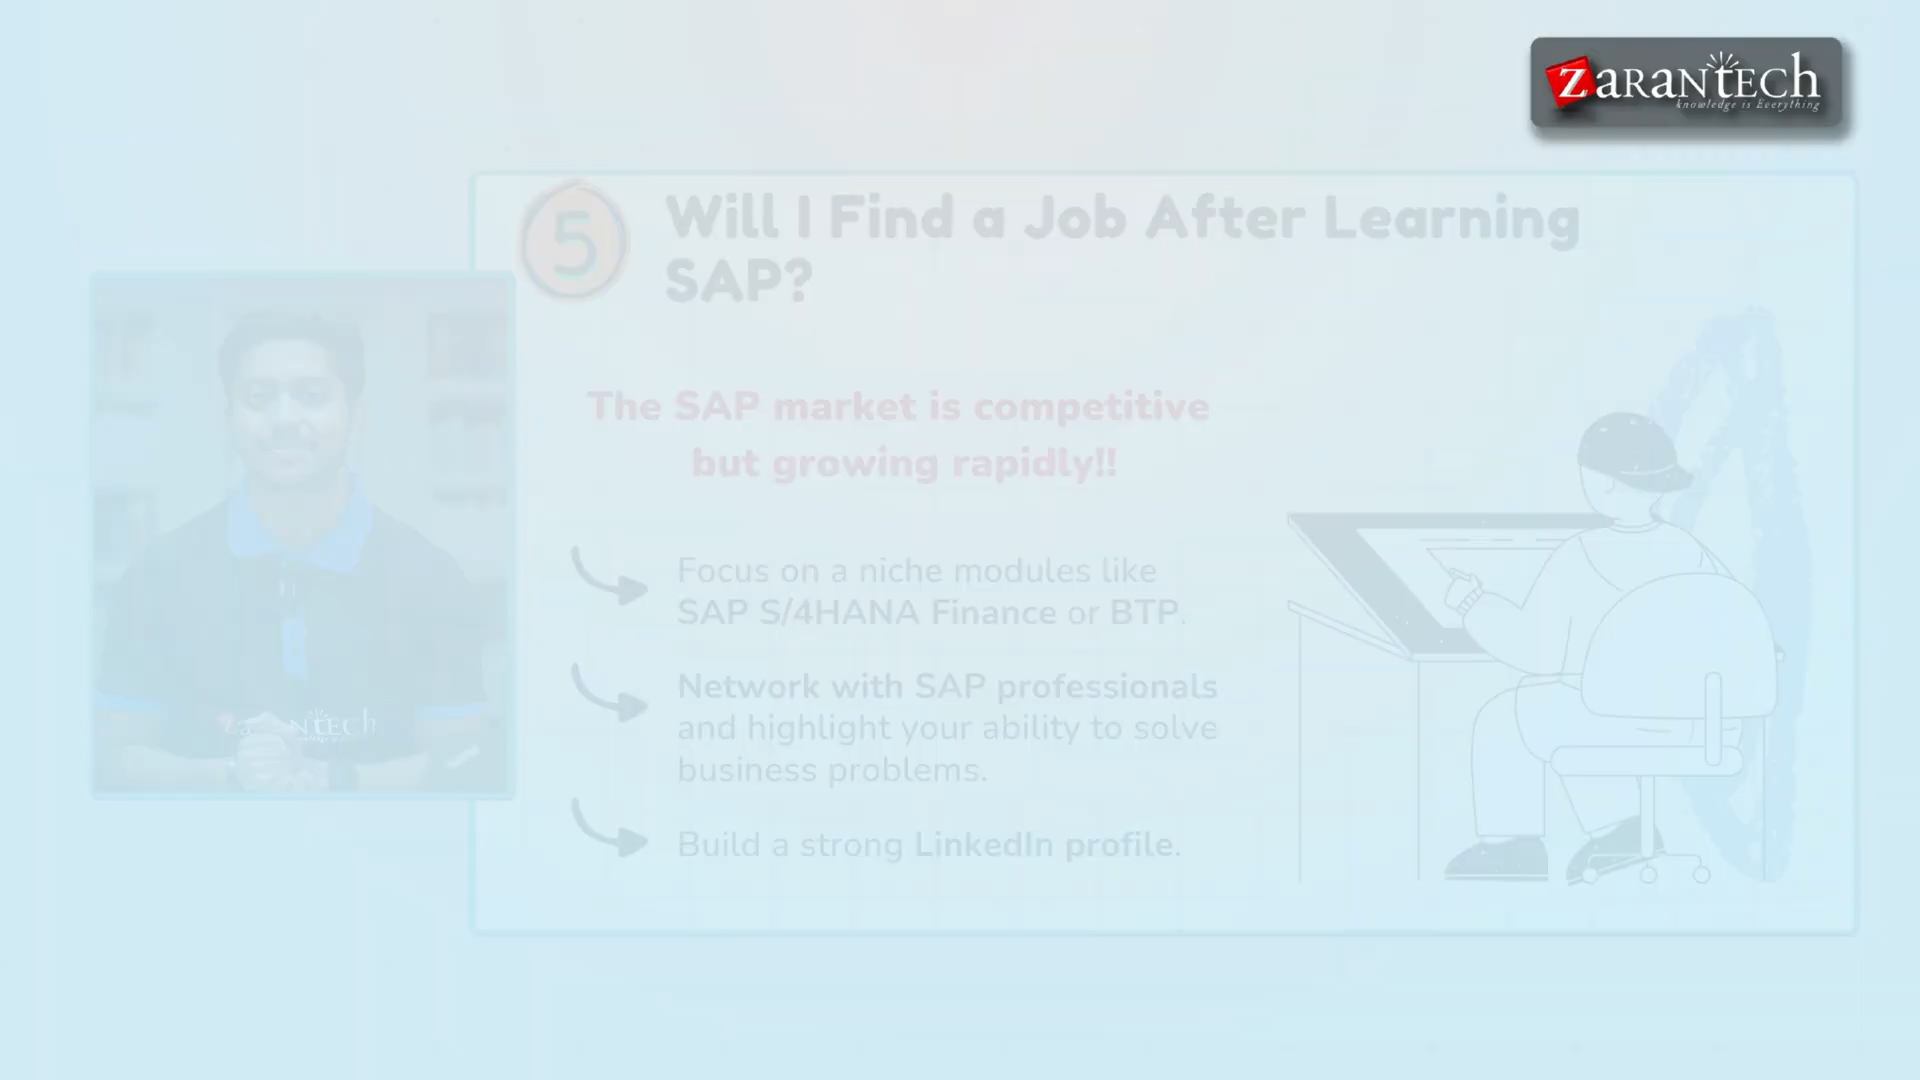 ZARANTECH
knowledge is Everything
5
Will I Find a Job After Learning
SAP?
The SAP market is competitive
but growing rapidly!!
Focus on a niche modules like
SAP S/4HANA Finance or BTP.
Network with SAP professionals
and highlight your ability to solve
business problems.
Build a strong LinkedIn profile.
ZARANTECH